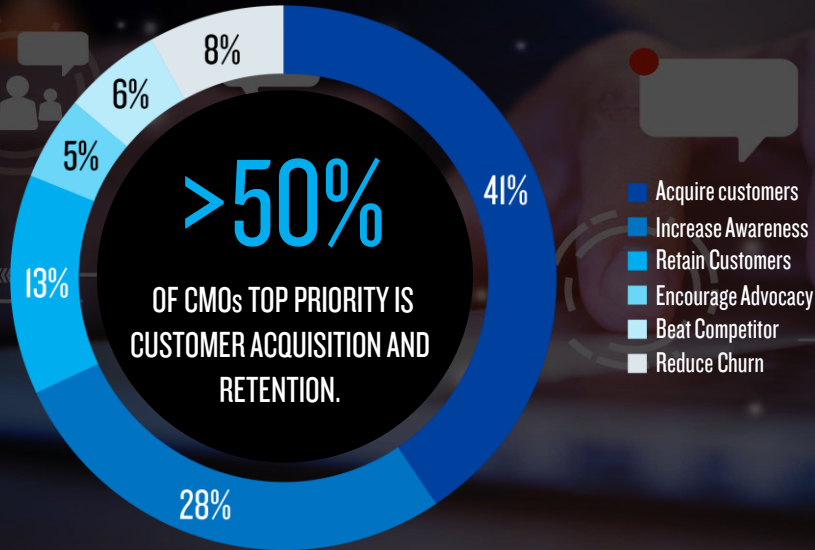 8%
6%
5%
41%
13%
28%
>50%
OF CMOs TOP PRIORITY IS
CUSTOMER ACQUISITION AND
RETENTION.
Acquire customers
Increase Awareness
Retain Customers
Encourage Advocacy
Beat Competitor
Reduce Churn